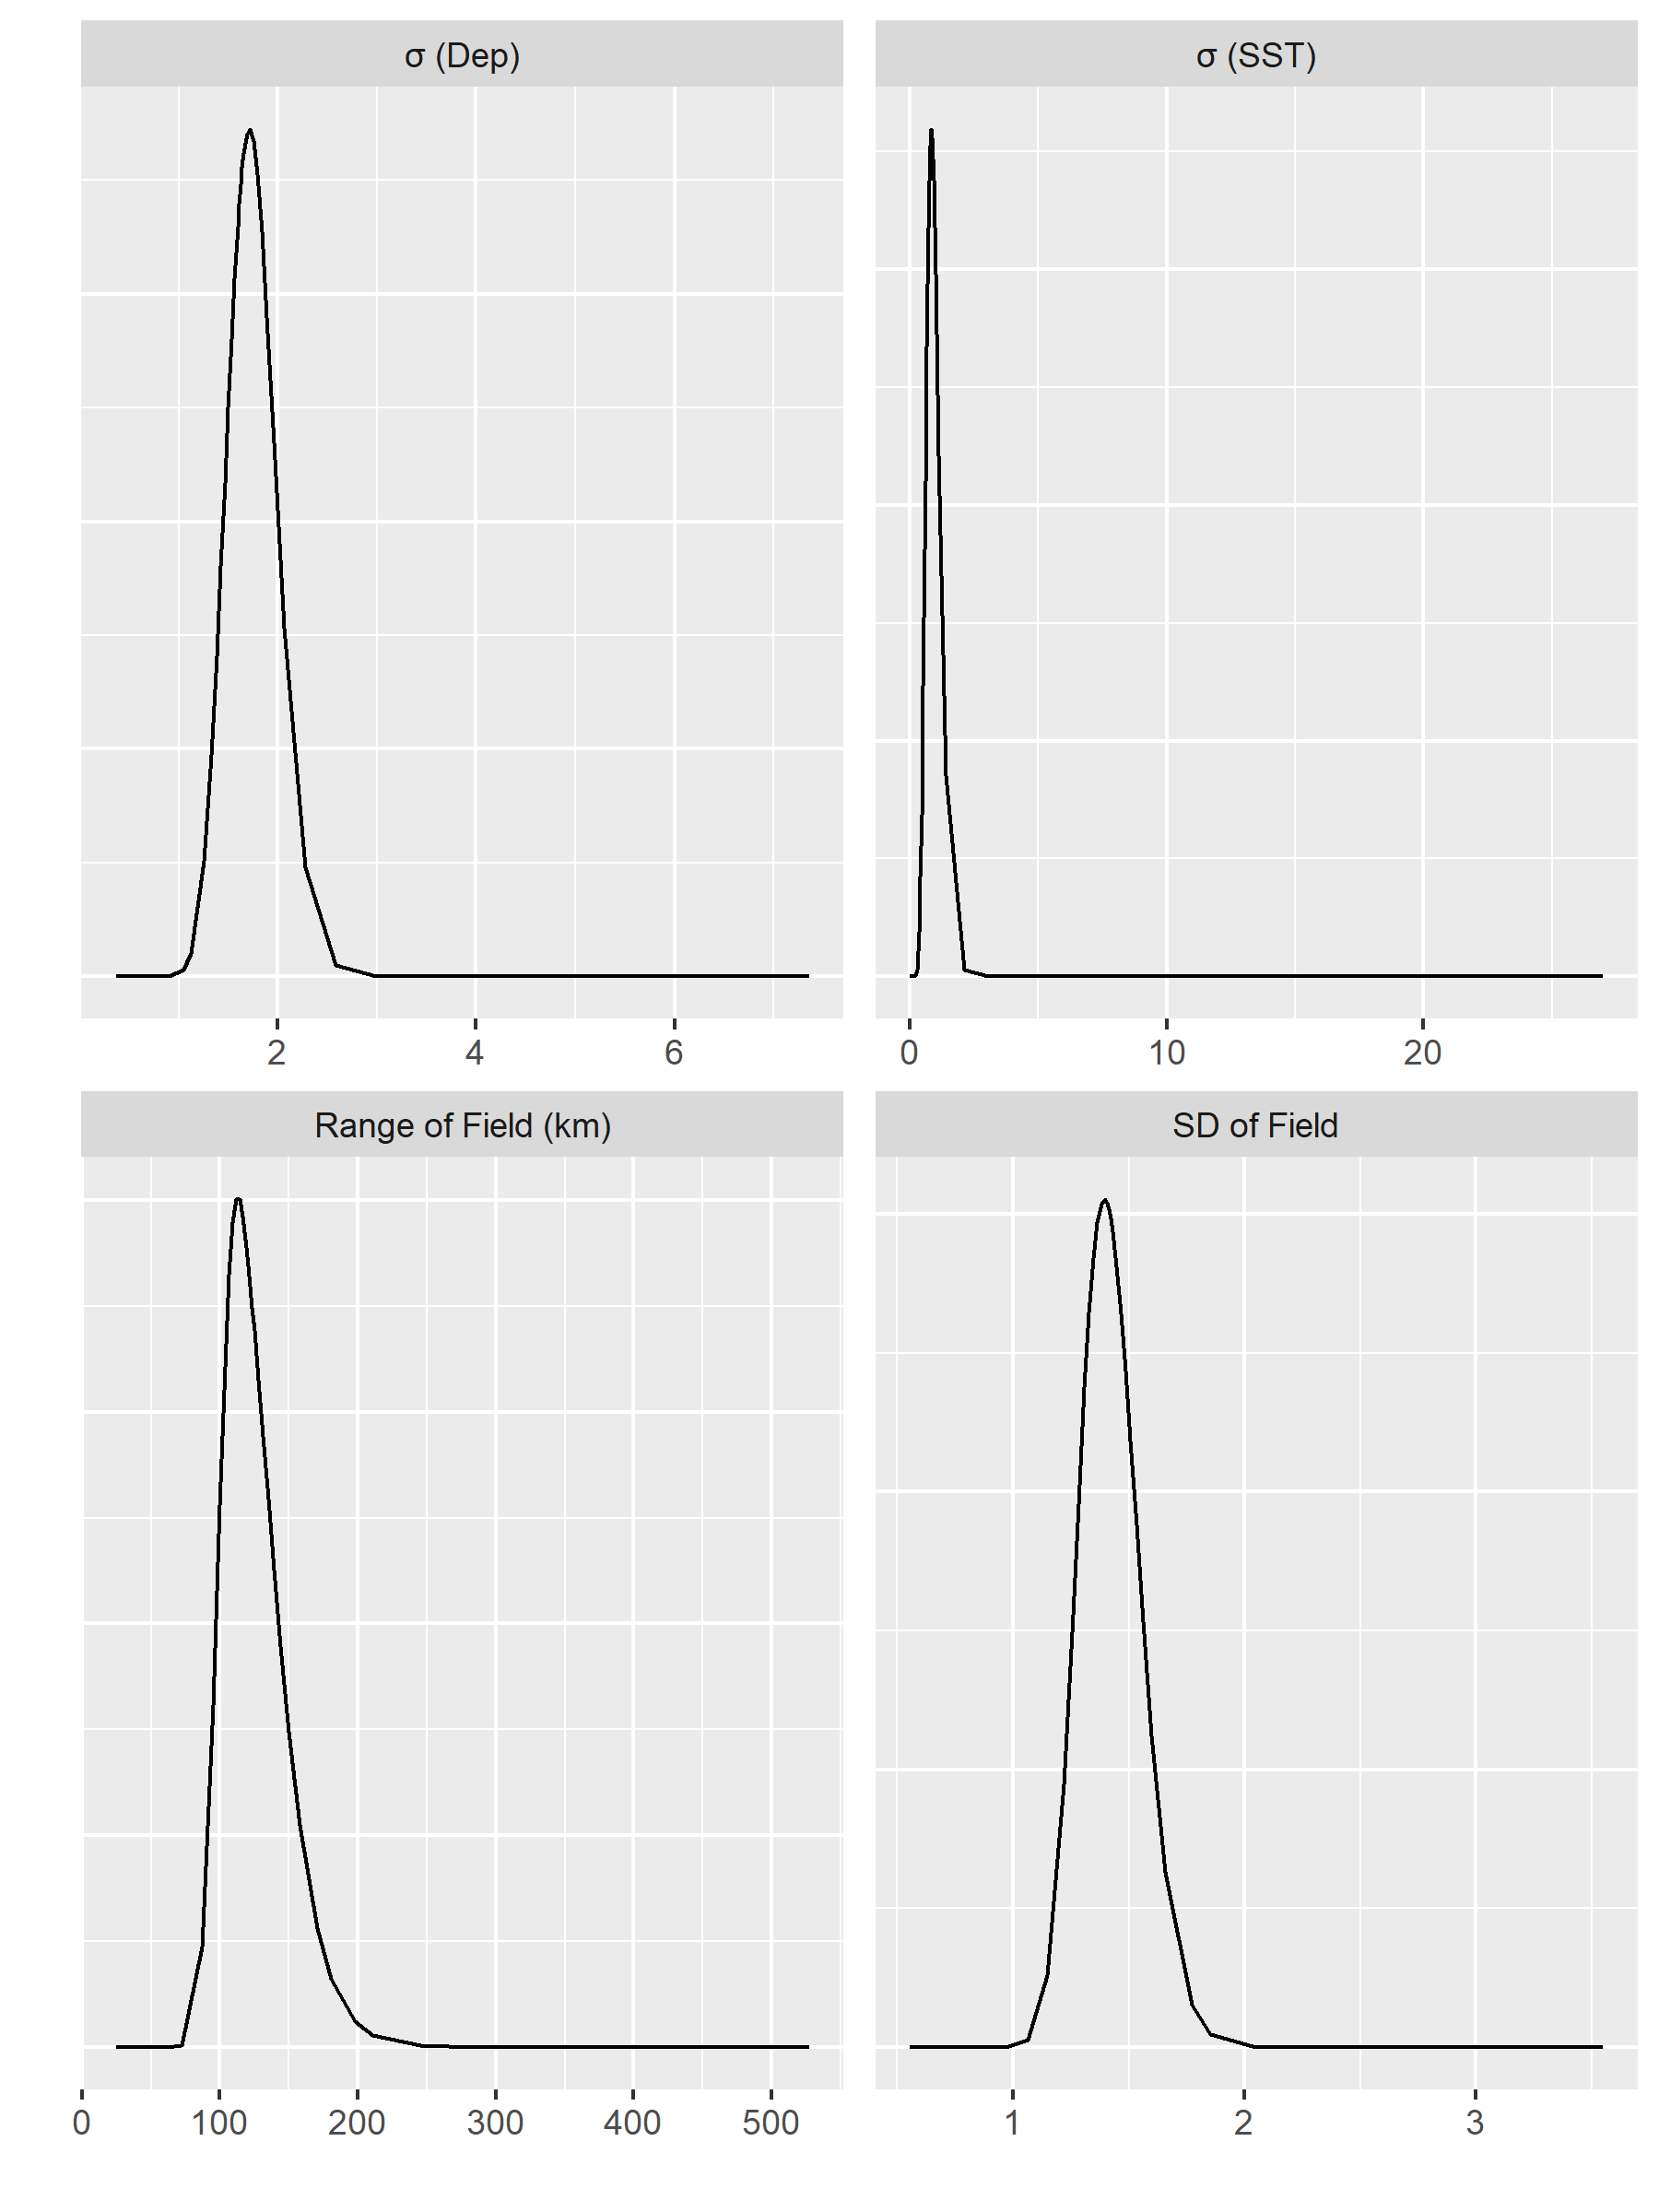 σ (Dep)
σ (SST)
2 4 6
0 10 20
Range of Field (km)
SD of Field
0 100 200 300 400 500
1 2 3